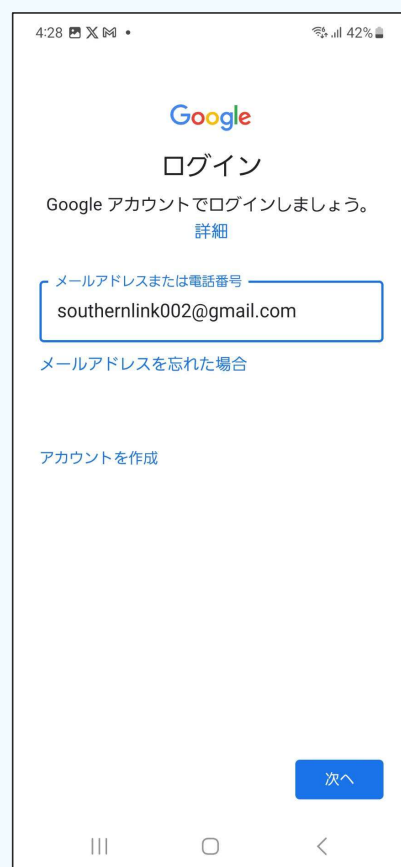 4:28 42%
Google
ログイン
Google アカウントでログインしましょう。
詳細
メールアドレスまたは電話番号
southernlink002@gmail.com
メールアドレスを忘れた場合
アカウントを作成
次へ